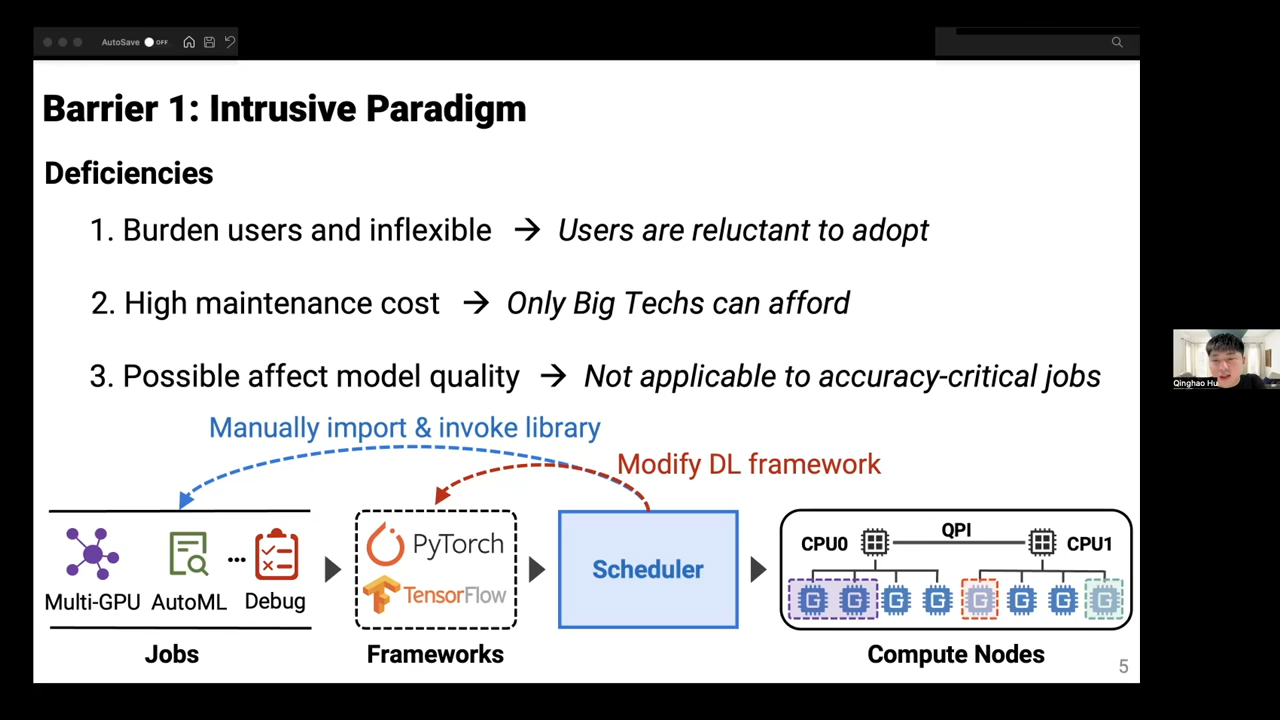 AutoSave OFF
Barrier 1: Intrusive Paradigm
Deficiencies
1. Burden users and inflexible → Users are reluctant to adopt
2. High maintenance cost → Only Big Techs can afford
3. Possible affect model quality → Not applicable to accuracy-critical jobs
Manually import & invoke library
Modify DL framework
Multi-GPU AutoML ... Debug
Jobs
PyTorch
TensorFlow
Frameworks
Scheduler
CPU0 QPI CPU1
G G G G G G G G
Compute Nodes
5
Qinghao Hu